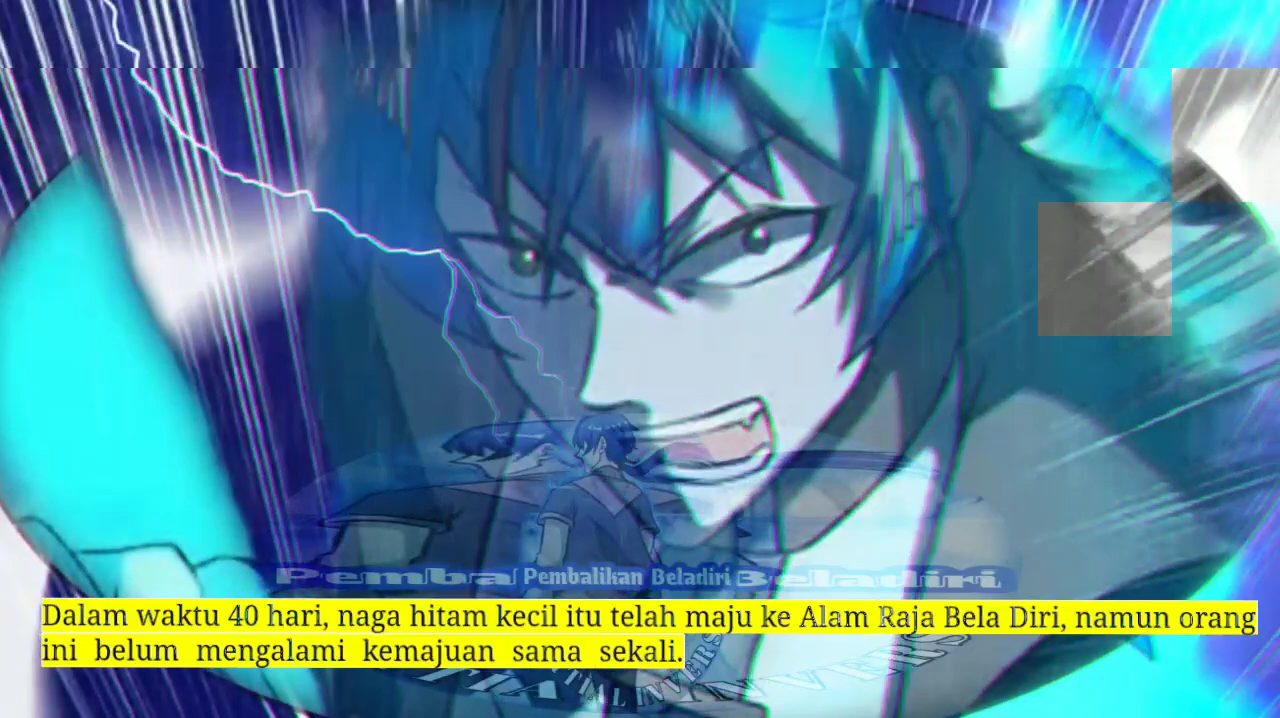 Pembalikan Beladiri
Beladiri
Dalam waktu 40 hari, naga hitam kecil itu telah maju ke Alam Raja Bela Diri, namun orang
ini belum mengalami kemajuan sama sekali.